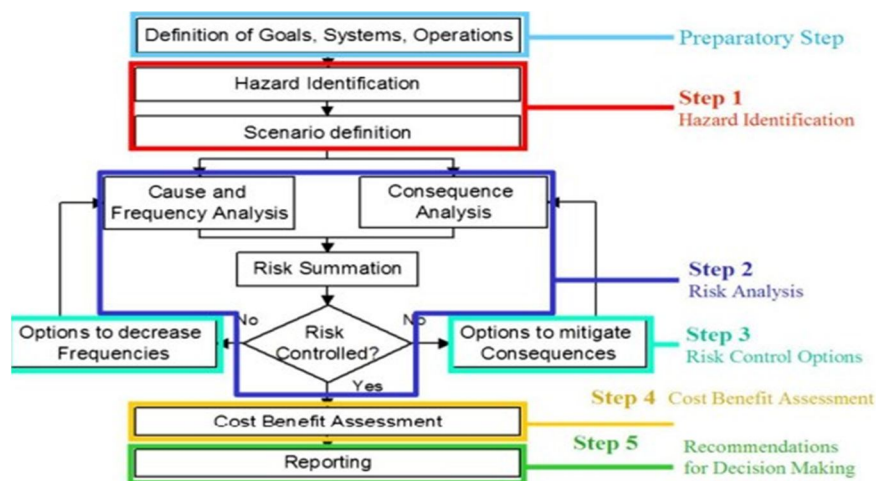 Definition of Goals, Systems, Operations
Preparatory Step
Hazard Identification
Step 1
Hazard Identification
Scenario definition
Cause and
Frequency Analysis
Consequence
Analysis
Risk Summation
Step 2
Risk Analysis
No
No
Options to decrease
Frequencies
Risk
Controlled?
Options to mitigate
Consequences
Step 3
Risk Control Options
Yes
Step 4 Cost Benefit Assessment
Cost Benefit Assessment
Step 5
Recommendations
for Decision Making
Reporting